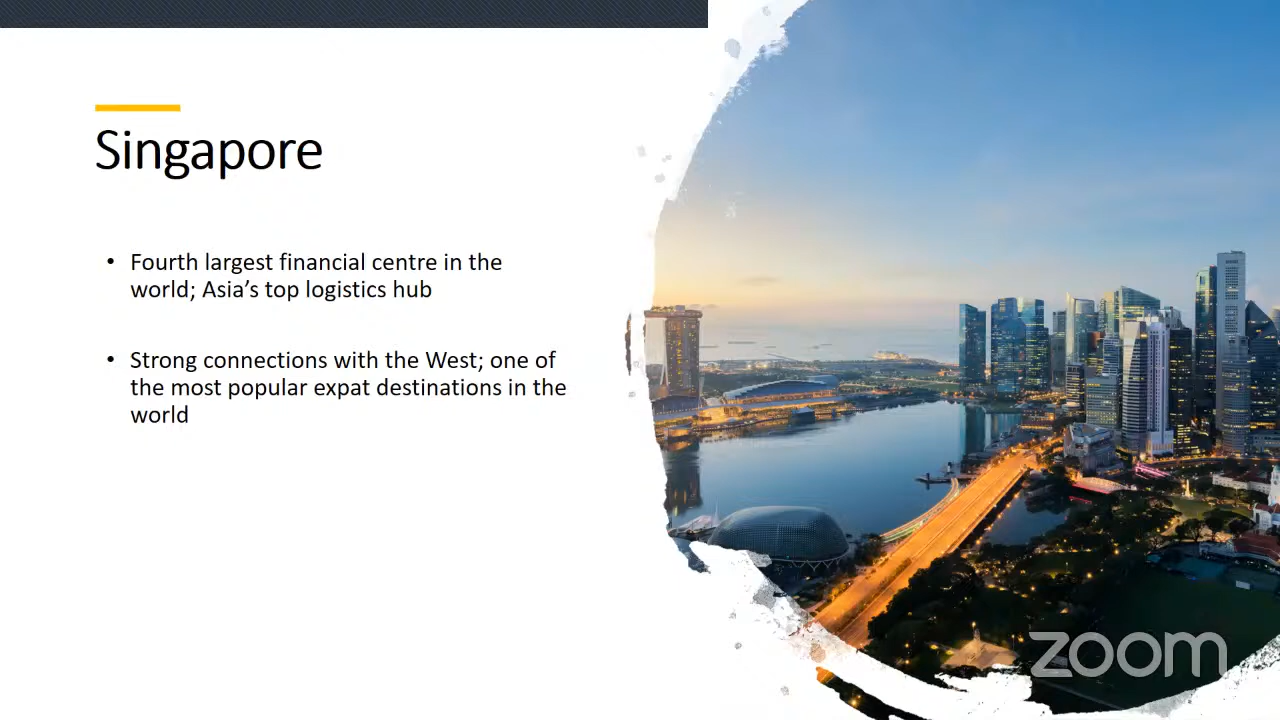 Singapore
• Fourth largest financial centre in the
world; Asia’s top logistics hub
• Strong connections with the West; one of
the most popular expat destinations in the
world
zoom